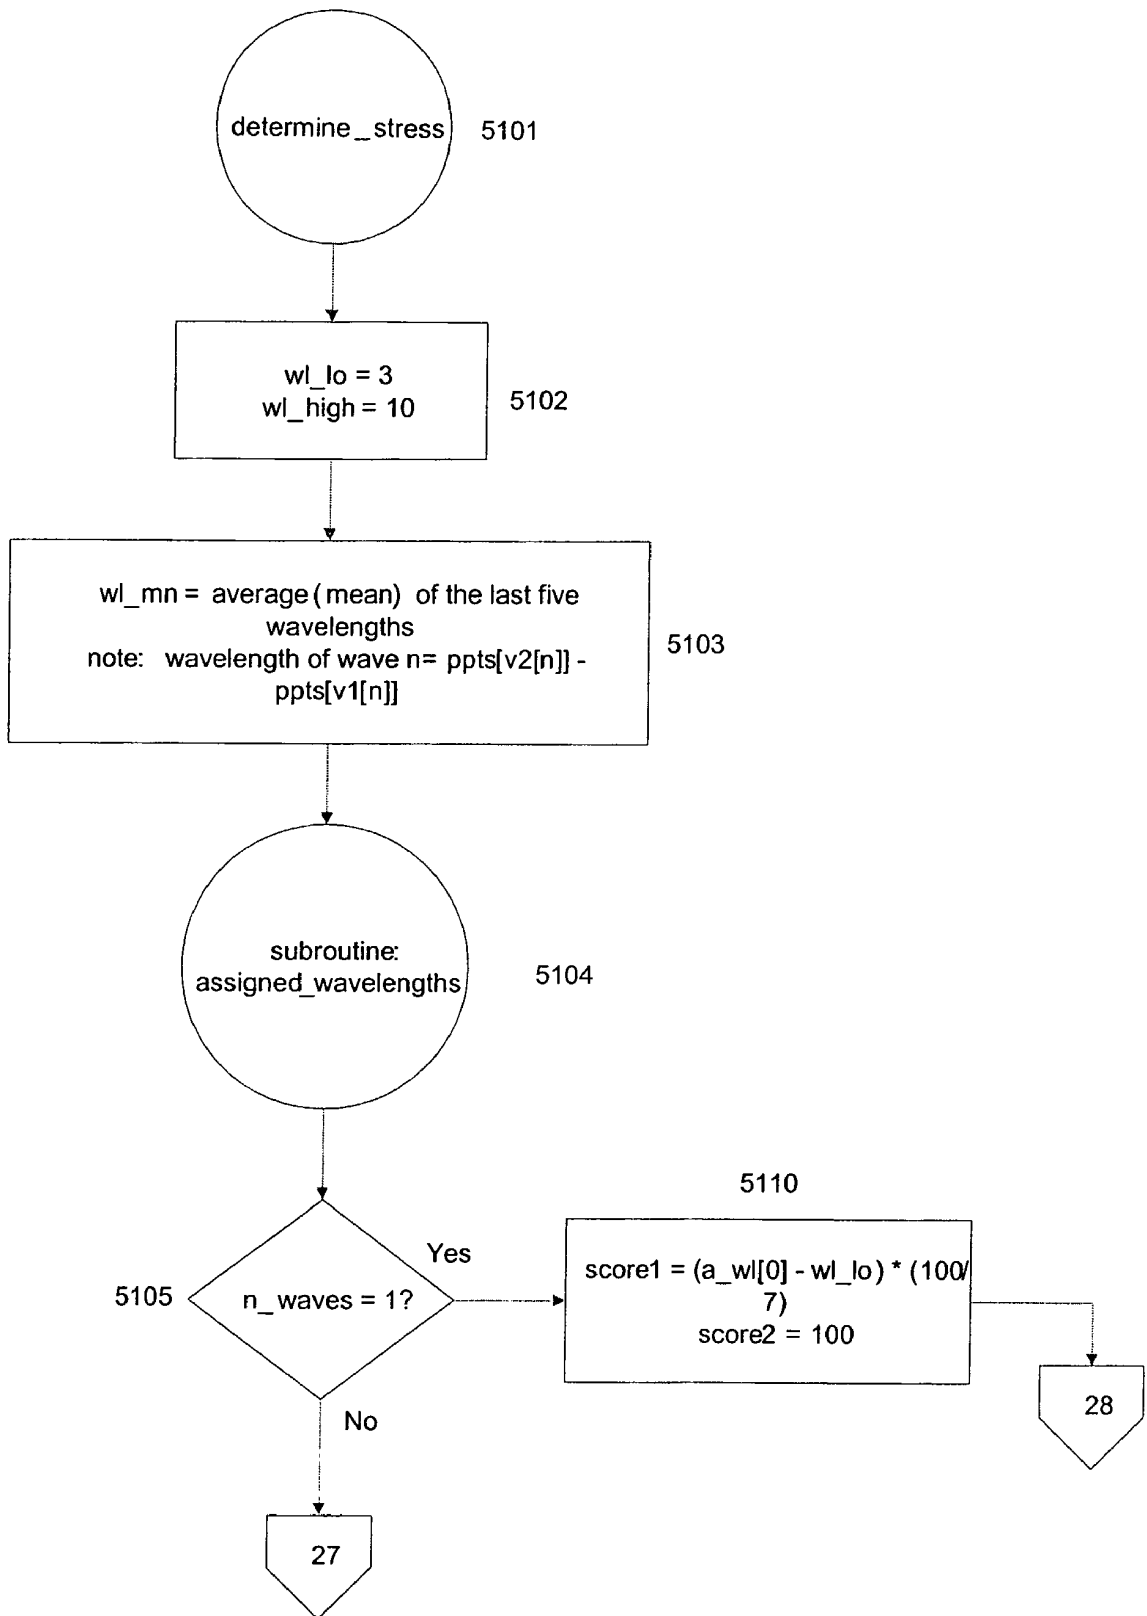 determine_stress
5101
wl_lo = 3
wl_high = 10
5102
wl_mn = average (mean) of the last five
wavelengths
note: wavelength of wave n= ppts[v2[n]] -
ppts[v1[n]]
5103
subroutine:
assigned_wavelengths
5104
5105
n_waves = 1?
Yes
No
5110
score1 = (a_wl[0] - wl_lo) * (100/
7)
score2 = 100
28
27